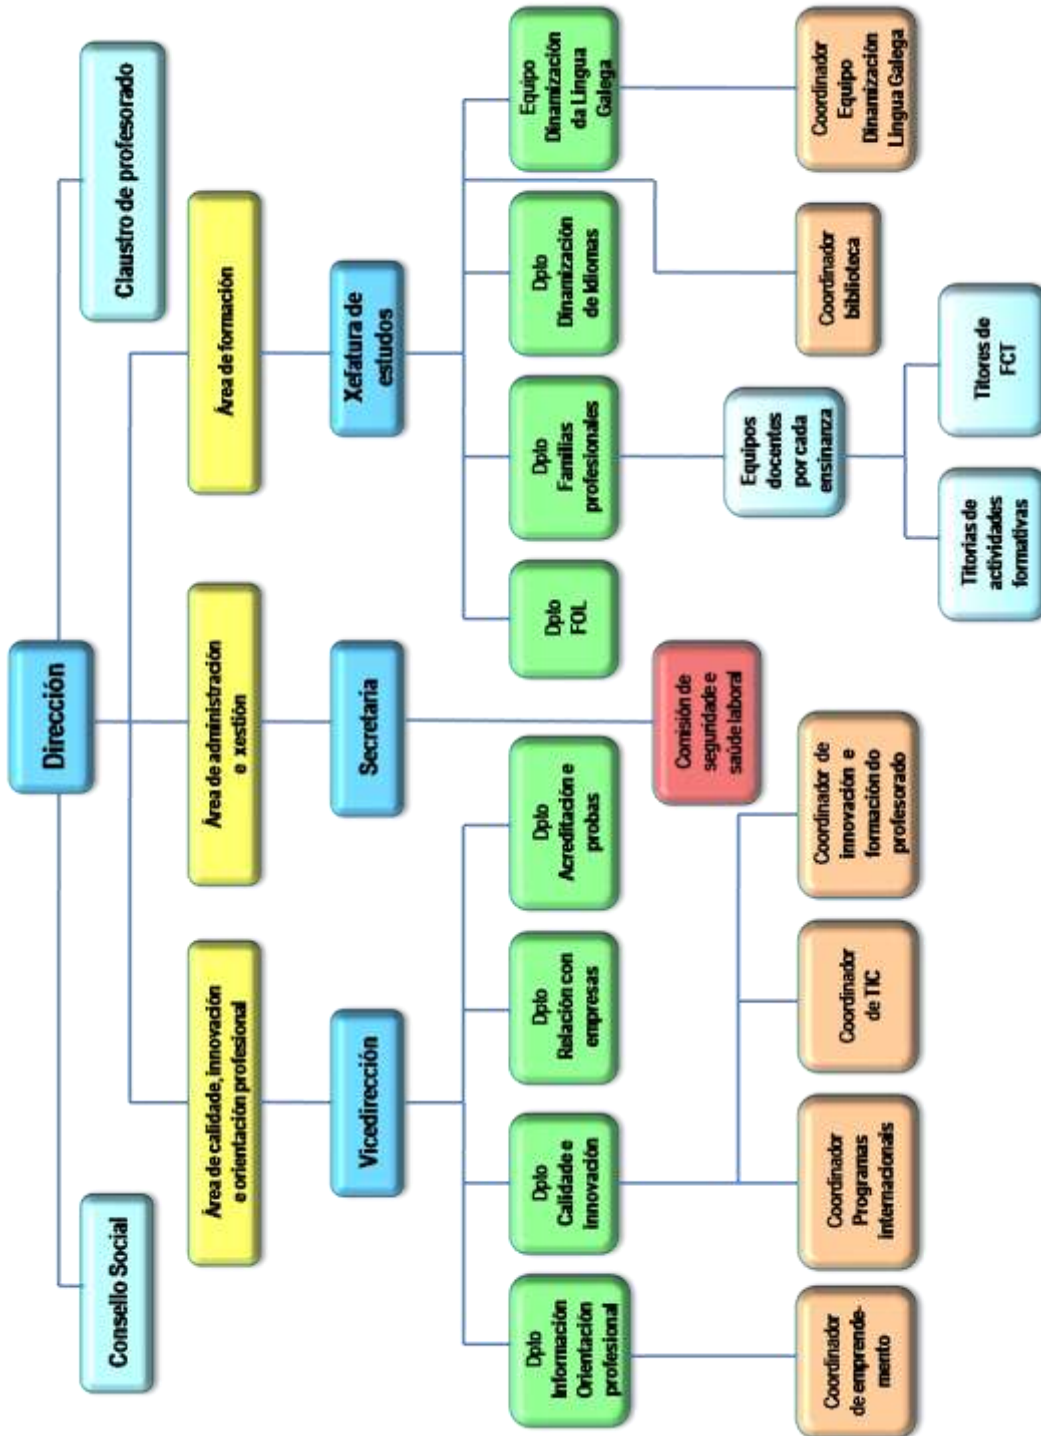 Dirección
Consello Social
Claustro de profesorado
Área de calidade, innovación
e orientación profesional
Área de administración
e xestión
Área de formación
Vicedirección
Secretaria
Xefatura de
estudos
Dpto
Información
Orientación
profesional
Dpto
Calidade e
innovación
Dpto
Relación con
empresas
Dpto
Acreditación e
probas
Dpto
FOL
Dpto
Familias
profesionales
Dpto
Dinamización
de Idiomas
Equipo
Dinamización
da Lingua
Galega
Comisión de
seguridade e
saúde laboral
Equipos
docentes
por cada
ensinanza
Coordinador
de emprende-
mento
Coordinador
Programas
internacionais
Coordinador
de TIC
Coordinador de
innovación e
formación do
profesorado
Coordinador
biblioteca
Coordinador
Equipo
Dinamización
Lingua Galega
Titorias de
actividades
formativas
Titores de
FCT